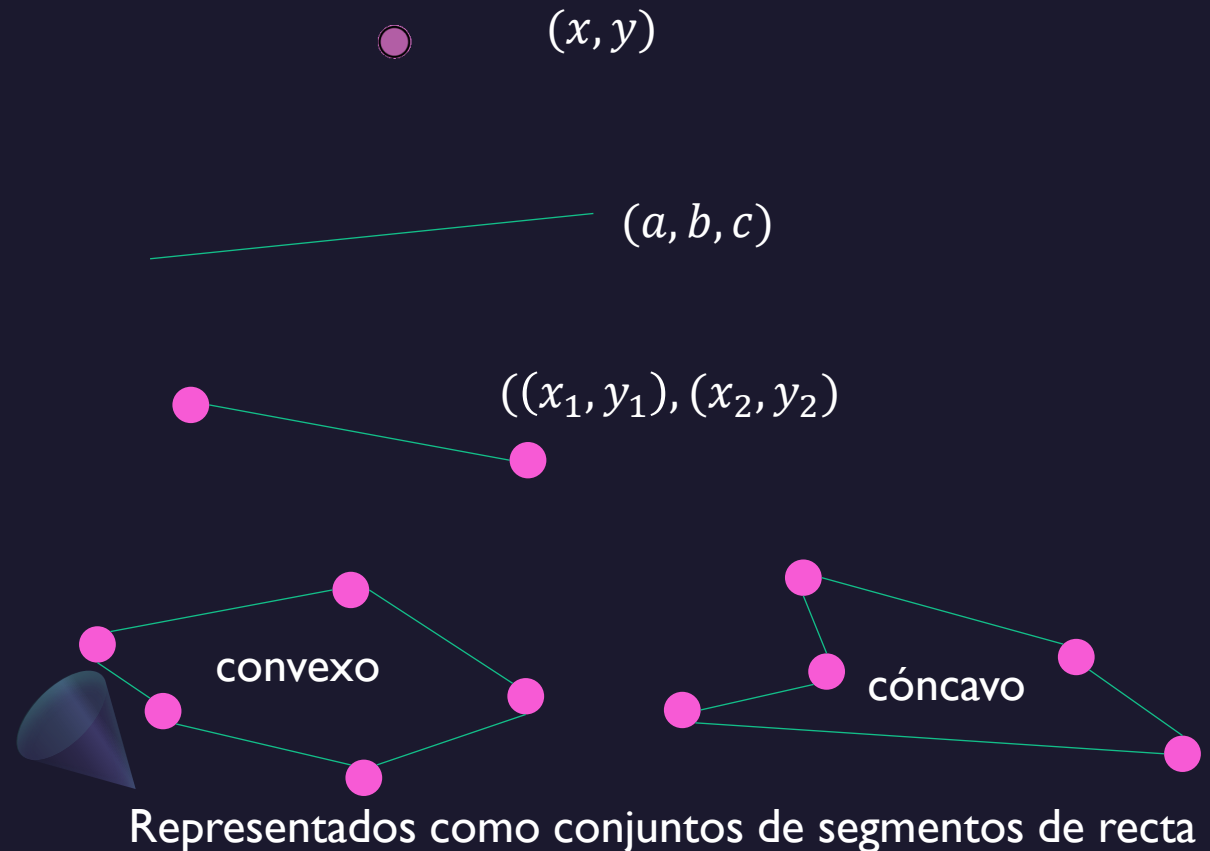 (x, y)
(a, b, c)
((x₁, y₁), (x₂, y₂)
convexo
cóncavo
Representados como conjuntos de segmentos de recta